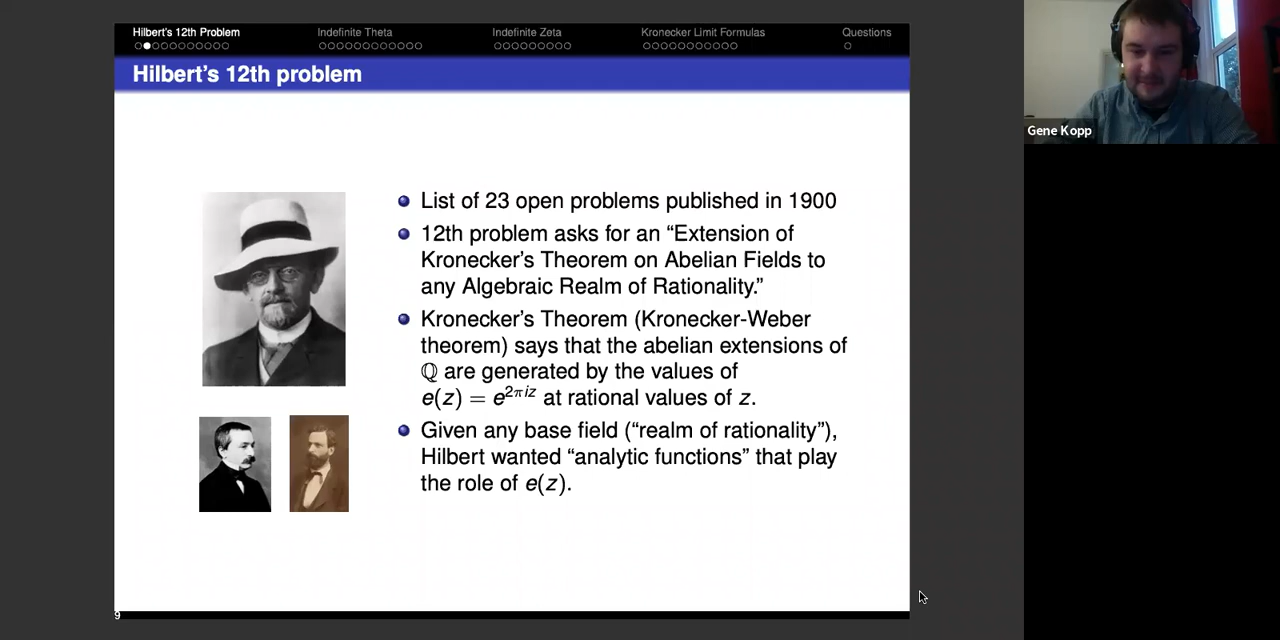 Hilbert's 12th Problem Indefinite Theta Indefinite Zeta Kronecker Limit Formulas Questions
Hilbert's 12th problem
List of 23 open problems published in 1900
12th problem asks for an “Extension of
Kronecker's Theorem on Abelian Fields to
any Algebraic Realm of Rationality.”
Kronecker's Theorem (Kronecker-Weber
theorem) says that the abelian extensions of
ℚ are generated by the values of
e(z) = e^{2πiz} at rational values of z.
Given any base field (“realm of rationality”),
Hilbert wanted “analytic functions” that play
the role of e(z).
9
Gene Kopp